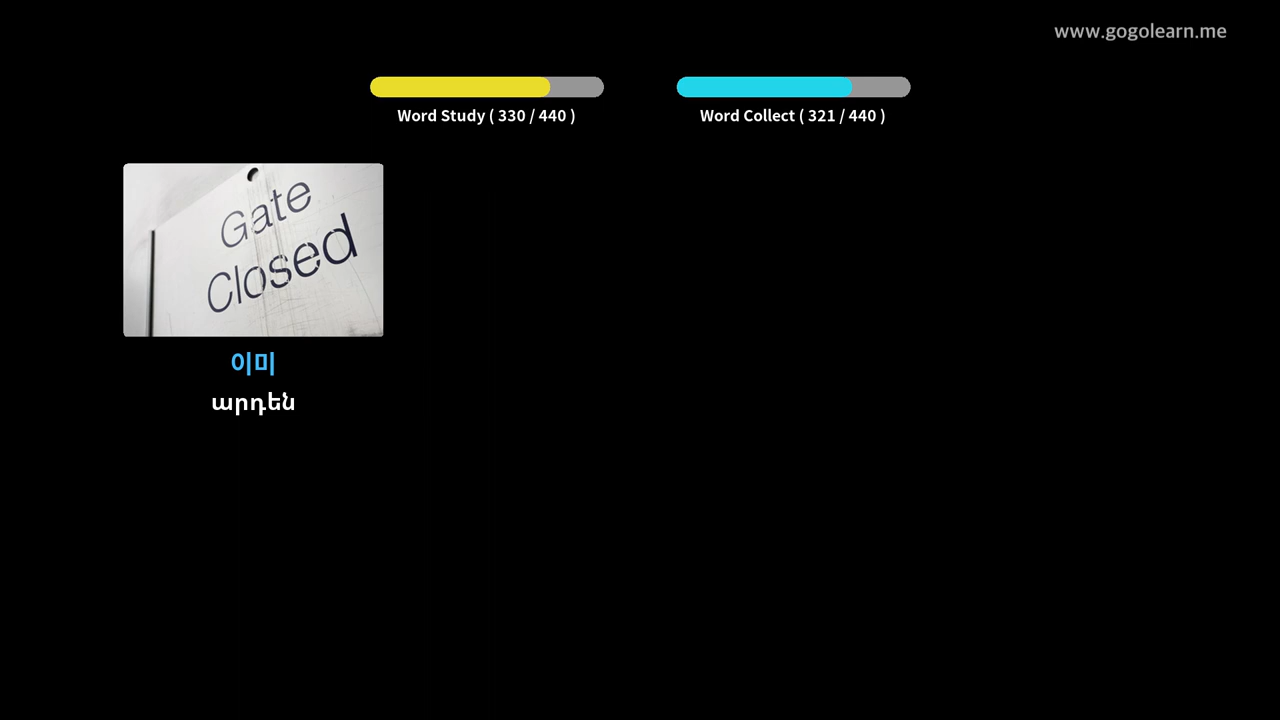 www.gogolearn.me
Word Study ( 330 / 440 )
Word Collect ( 321 / 440 )
Gate
Closed
이미
արդեն